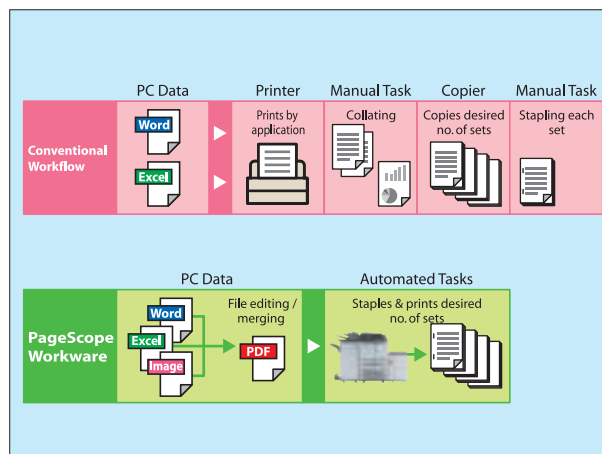 PC Data
Printer
Manual Task
Copier
Manual Task
Conventional
Workflow
Word
Excel
Prints by
application
Collating
Copies desired
no. of sets
Stapling each
set
PC Data
Automated Tasks
PageScope
Workware
Word
Excel
Image
File editing /
merging
PDF
Staples & prints desired
no. of sets